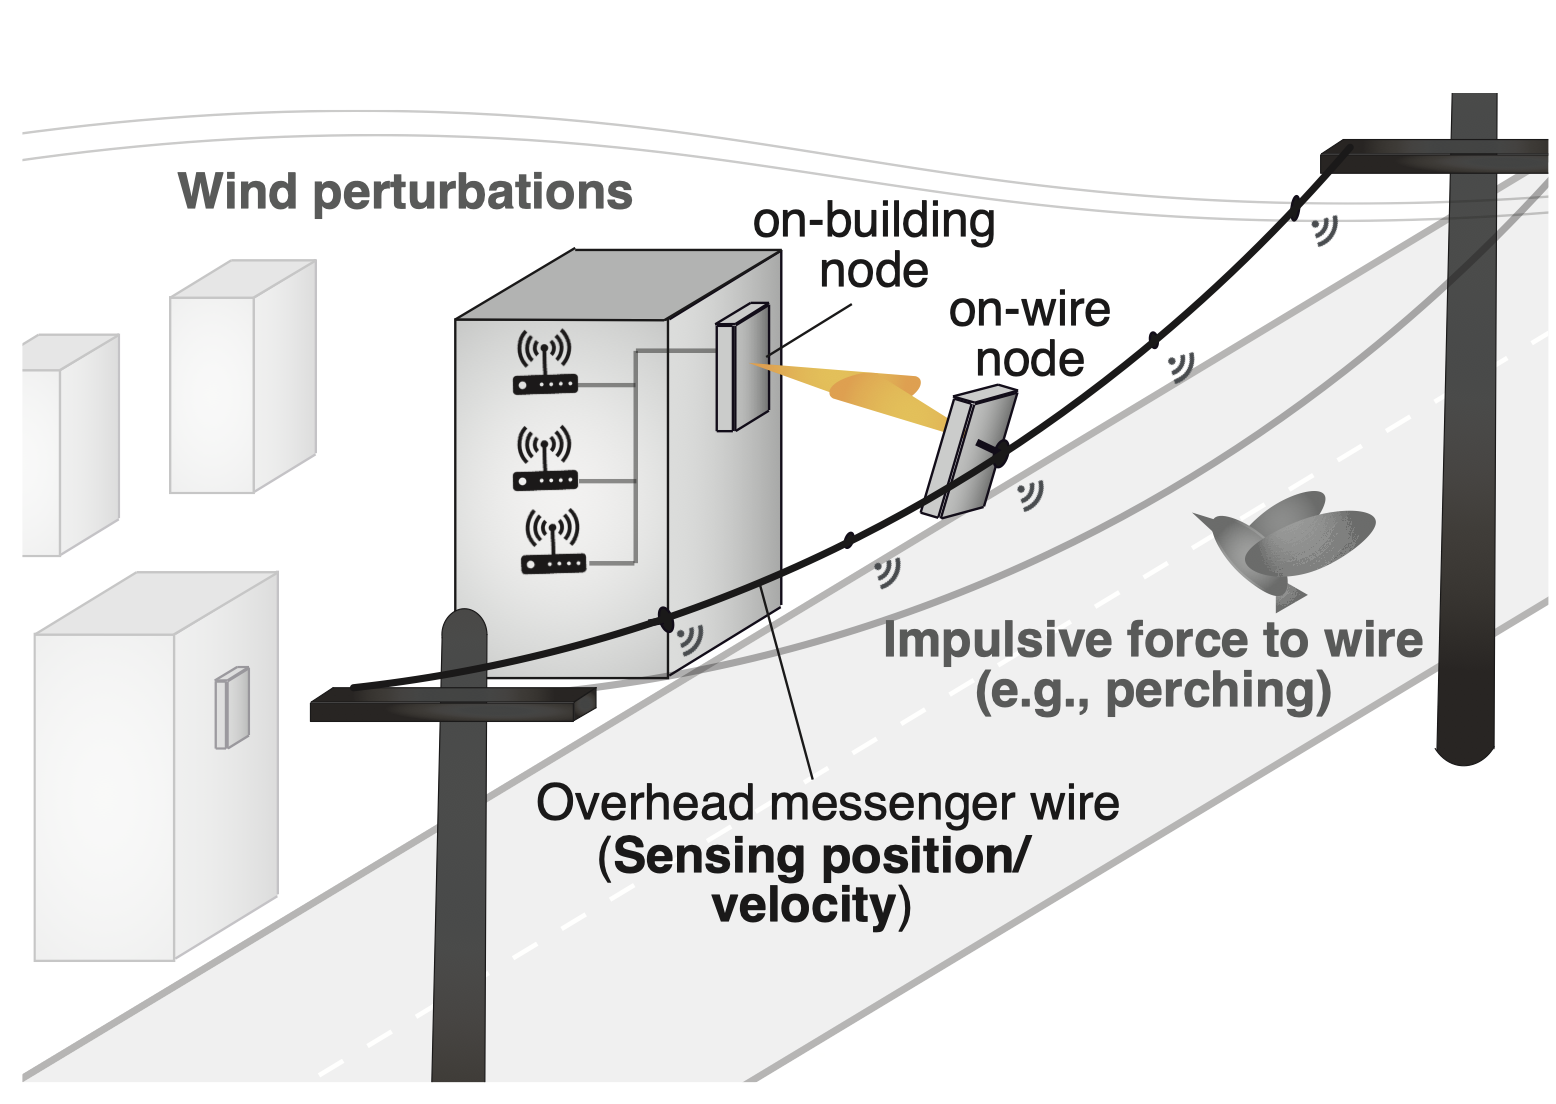 Wind perturbations
on-building
node
on-wire
node
Impulsive force to wire
(e.g., perching)
Overhead messenger wire
(Sensing position/
velocity)